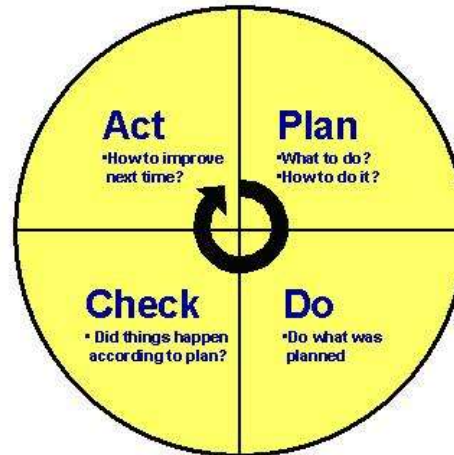 Act
•How to improve
next time?
Plan
•What to do?
•How to do it?
Check
• Did things happen
according to plan?
Do
•Do what was
planned